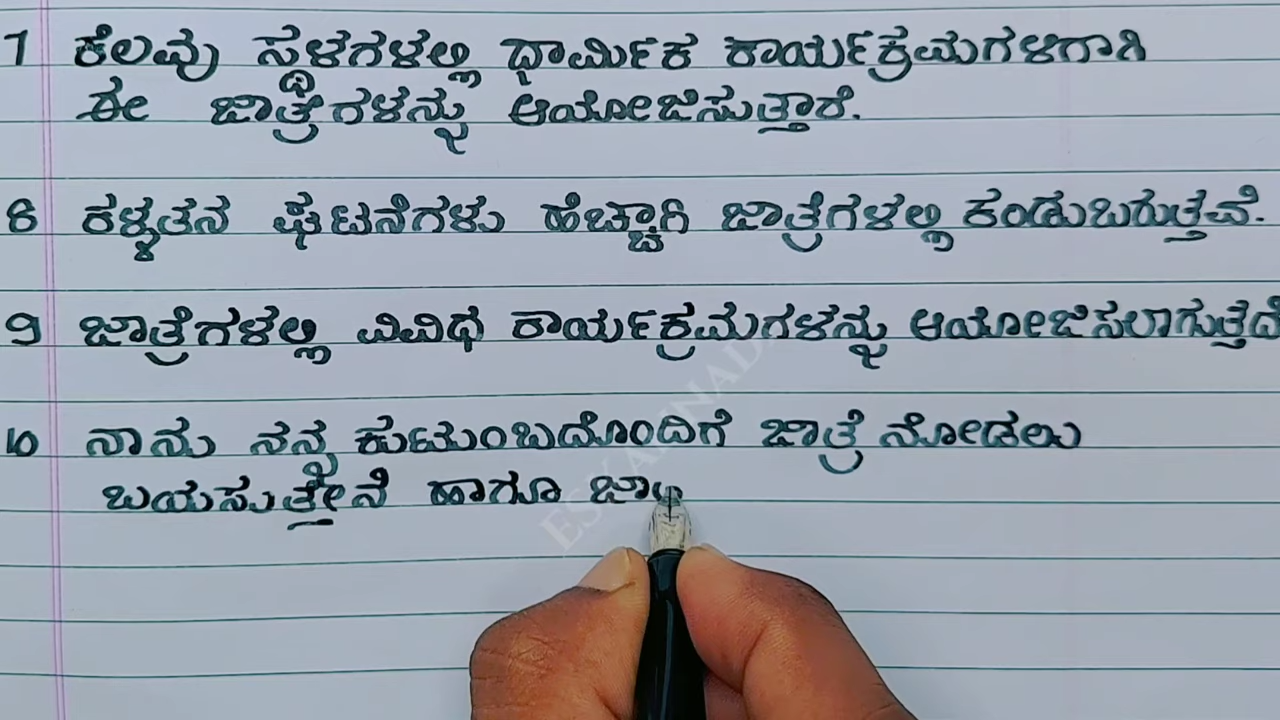 7 ಕೆಲವು ಸ್ಥಳಗಳಲ್ಲಿ ಧಾರ್ಮಿಕ ಕಾರ್ಯಕ್ರಮಗಳಿಗಾಗಿ
ಈ ಜಾತ್ರೆಗಳನ್ನು ಆಯೋಜಿಸುತ್ತಾರೆ.
8 ಕಳ್ಳತನ ಘಟನೆಗಳು ಹೆಚ್ಚಾಗಿ ಜಾತ್ರೆಗಳಲ್ಲಿ ಕಂಡುಬರುತ್ತವೆ.
9 ಜಾತ್ರೆಗಳಲ್ಲಿ ವಿವಿಧ ಕಾರ್ಯಕ್ರಮಗಳನ್ನು ಆಯೋಜಿಸಲಾಗುತ್ತದೆ
10 ನಾನು ನನ್ನ ಕುಟುಂಬದೊಂದಿಗೆ ಜಾತ್ರೆ ನೋಡಲು
ಬಯಸುತ್ತೇನೆ ಹಾಗೂ ಜಾ